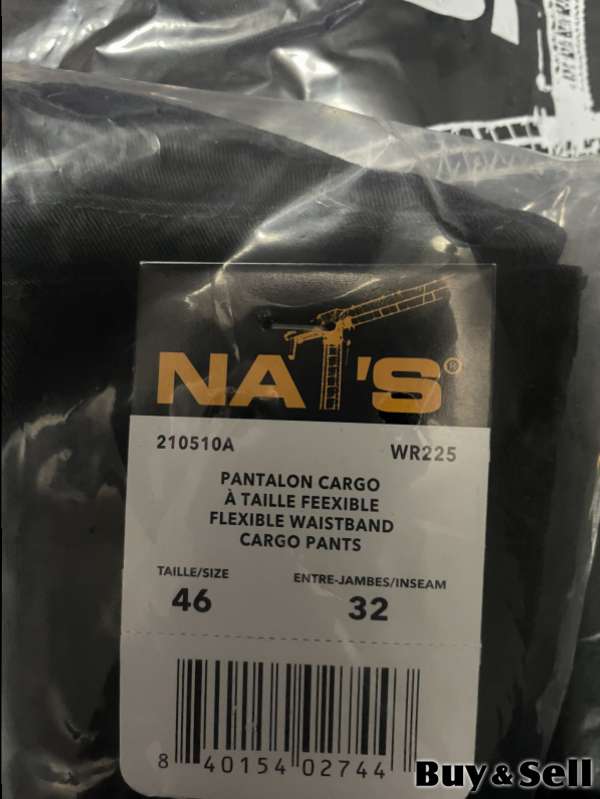 NAT'S®
210510A WR225
PANTALON CARGO
À TAILLE FEEXIBLE
FLEXIBLE WAISTBAND
CARGO PANTS
TAILLE/SIZE ENTRE-JAMBES/INSEAM
46 32
8 40154 02744
Buy & Sell